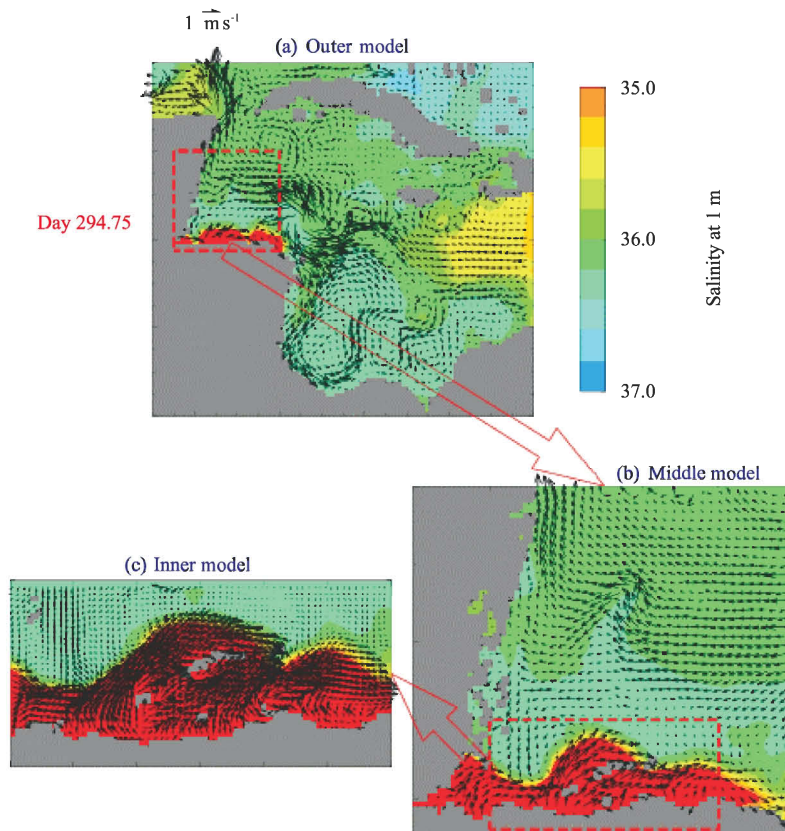 1 m s⁻¹
(a) Outer model
35.0
Day 294.75
36.0
Salinity at 1 m
37.0
(b) Middle model
(c) Inner model